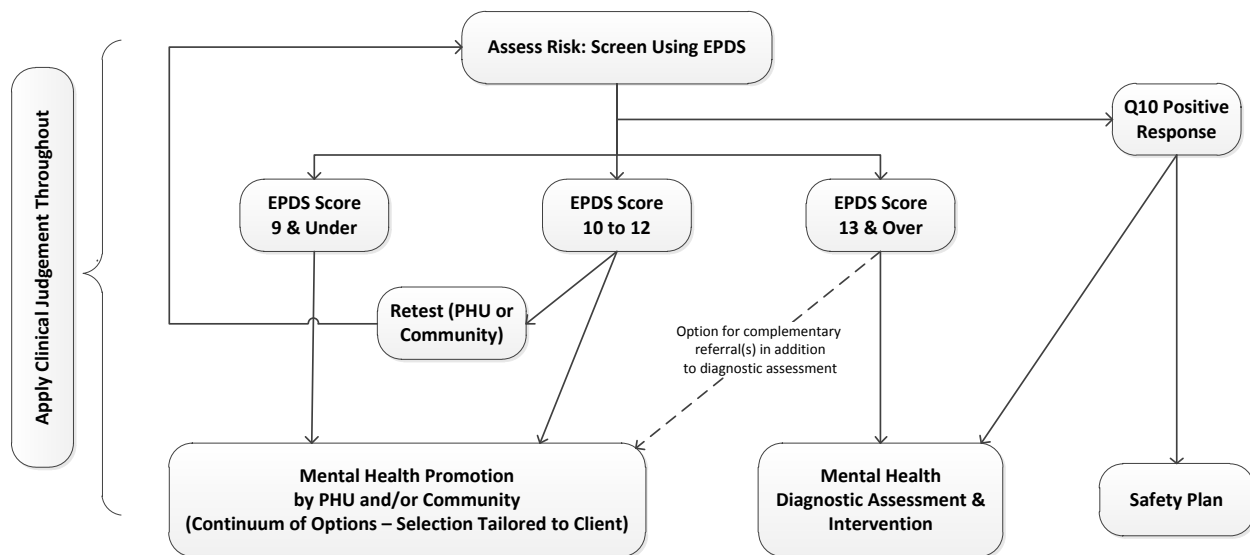 Apply Clinical Judgement Throughout
Assess Risk: Screen Using EPDS
Q10 Positive
Response
EPDS Score
9 & Under
EPDS Score
10 to 12
EPDS Score
13 & Over
Retest (PHU or
Community)
Option for complementary
referral(s) in addition
to diagnostic assessment
Mental Health Promotion
by PHU and/or Community
(Continuum of Options – Selection Tailored to Client)
Mental Health
Diagnostic Assessment &
Intervention
Safety Plan